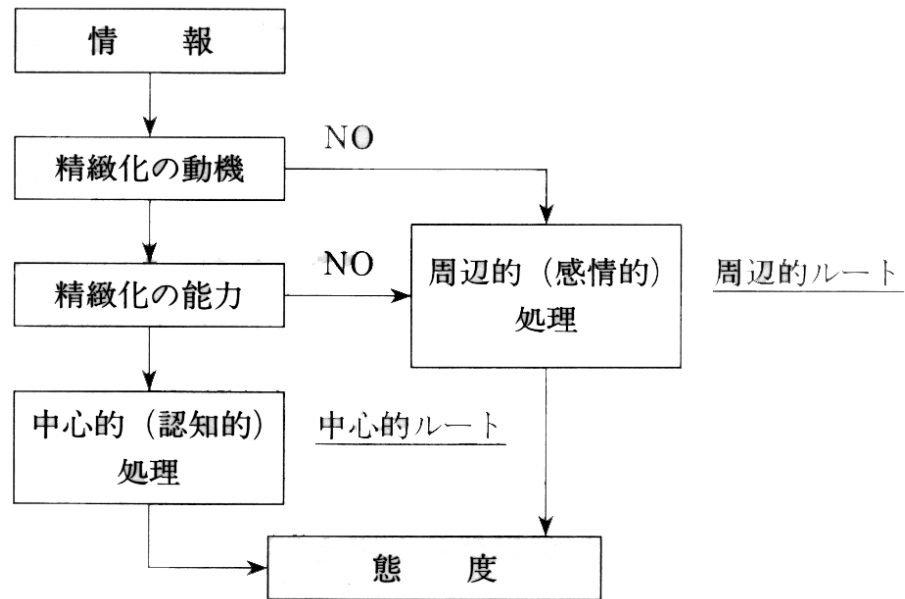 情　報
NO
精緻化の動機
NO
精緻化の能力
周辺的（感情的）
処理
周辺的ルート
中心的（認知的）
処理
中心的ルート
態　度